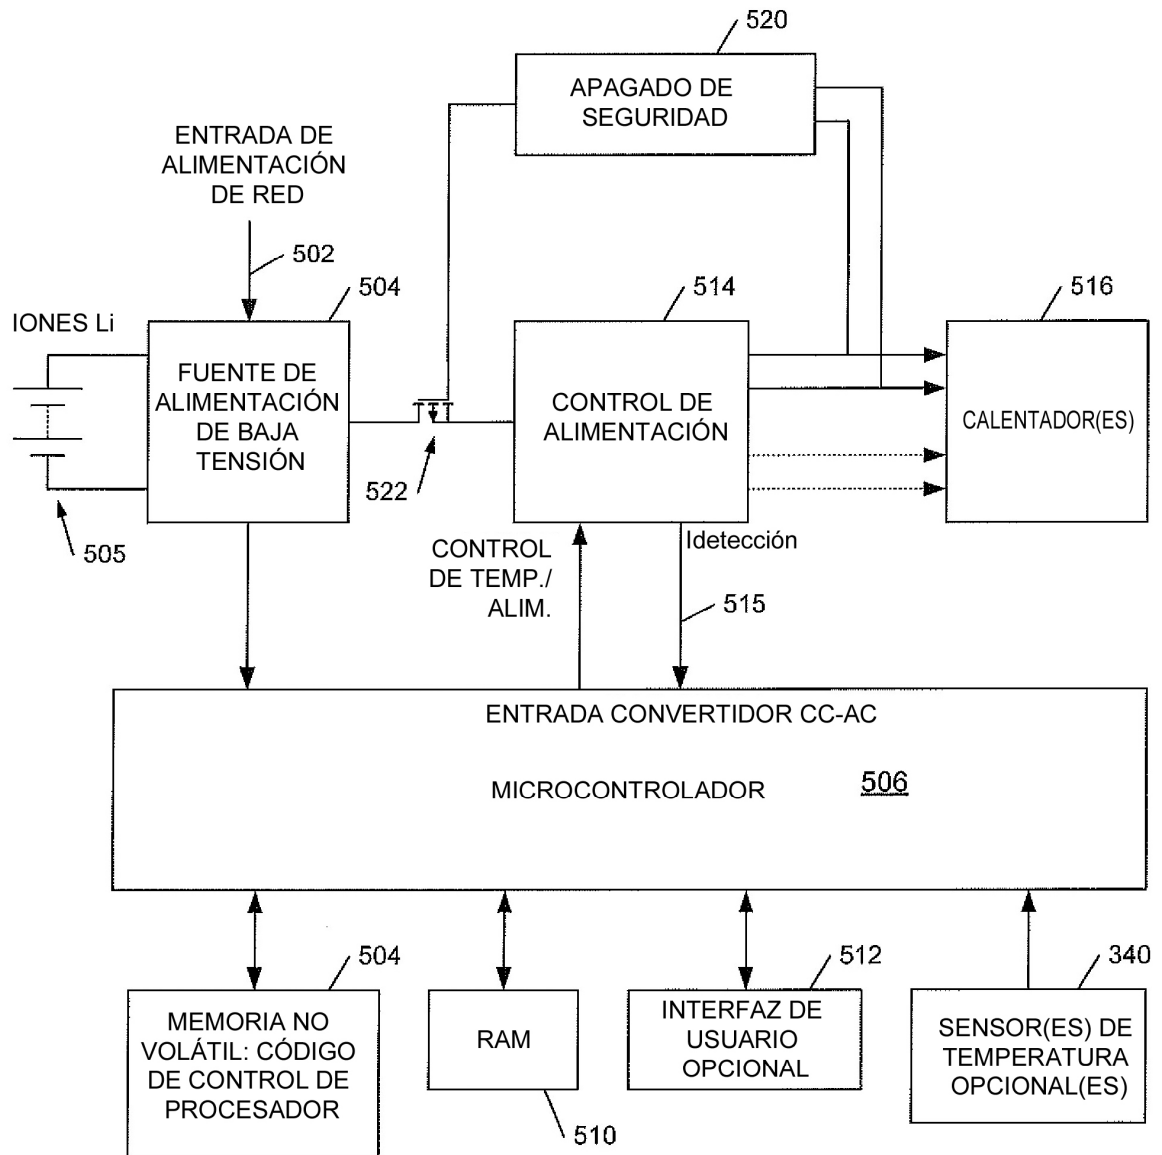 520
APAGADO DE
SEGURIDAD
ENTRADA DE
ALIMENTACIÓN
DE RED
502
504
514
516
IONES Li
FUENTE DE
ALIMENTACIÓN
DE BAJA
TENSIÓN
CONTROL DE
ALIMENTACIÓN
CALENTADOR(ES)
522
505
CONTROL
DE TEMP./
ALIM.
Idetección
515
ENTRADA CONVERTIDOR CC-AC
MICROCONTROLADOR 506
504
512
340
MEMORIA NO
VOLÁTIL: CÓDIGO
DE CONTROL DE
PROCESADOR
RAM
INTERFAZ DE
USUARIO
OPCIONAL
SENSOR(ES) DE
TEMPERATURA
OPCIONAL(ES)
510